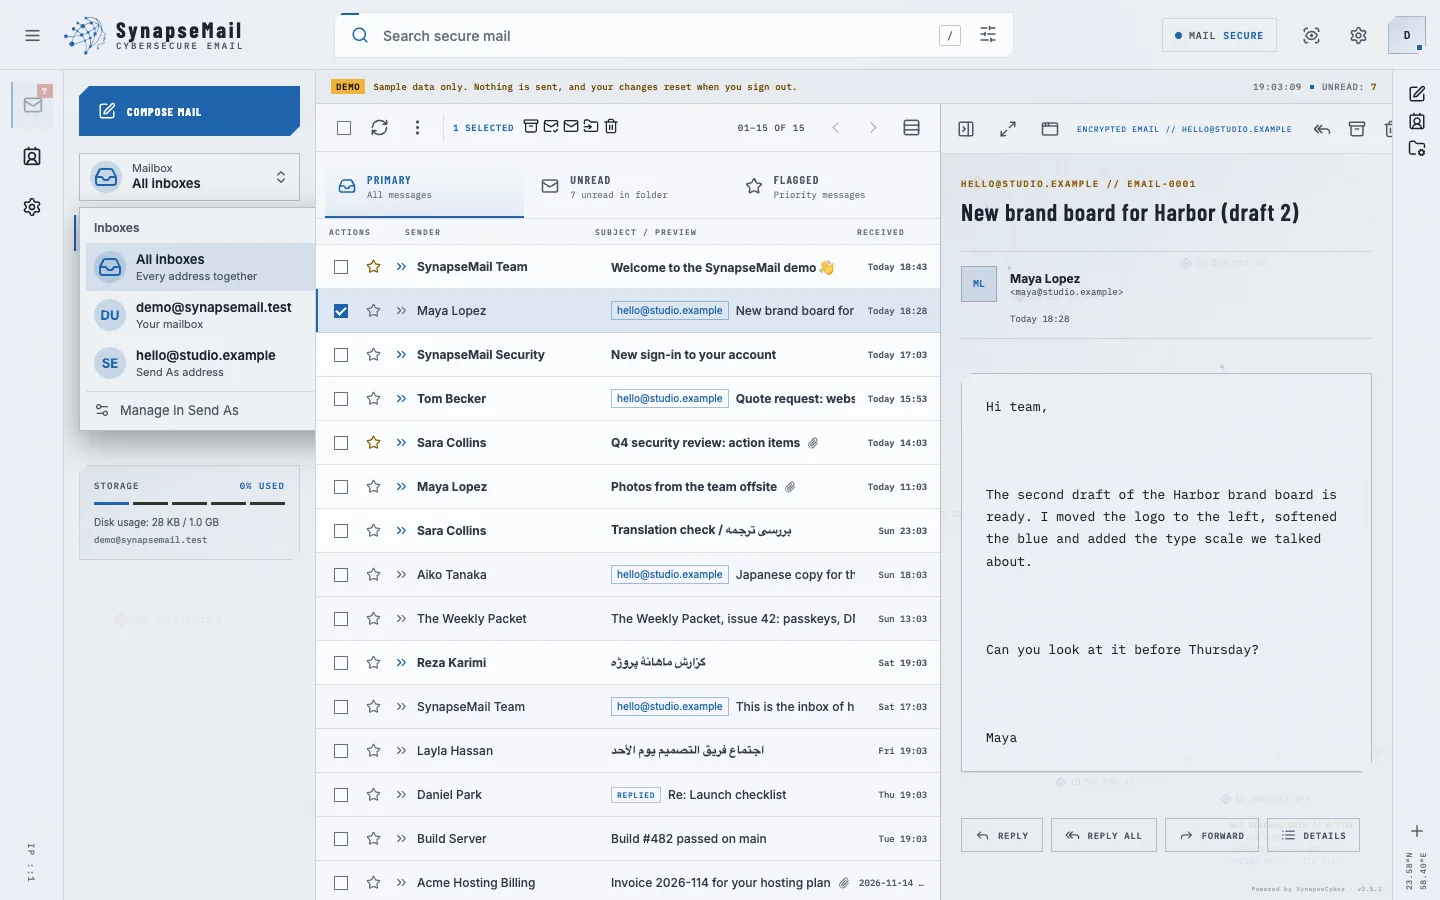 SynapseMail
CYBERSECURE EMAIL
Search secure mail
/
MAIL SECURE
D
7
COMPOSE MAIL
Mailbox
All inboxes
Inboxes
All inboxes
Every address together
DU
demo@synapsemail.test
Your mailbox
SE
hello@studio.example
Send As address
Manage in Send As
STORAGE
0% USED
Disk usage: 28 KB / 1.0 GB
demo@synapsemail.test
IP ::1
DEMO Sample data only. Nothing is sent, and your changes reset when you sign out.
19:03:09 UNREAD: 7
1 SELECTED
01–15 OF 15
PRIMARY
All messages
UNREAD
7 unread in folder
FLAGGED
Priority messages
ACTIONS SENDER SUBJECT / PREVIEW RECEIVED
SynapseMail Team Welcome to the SynapseMail demo 👋 Today 18:43
Maya Lopez hello@studio.example New brand board for Today 18:28
SynapseMail Security New sign-in to your account Today 17:03
Tom Becker hello@studio.example Quote request: webs Today 15:53
Sara Collins Q4 security review: action items Today 14:03
Maya Lopez Photos from the team offsite Today 11:03
Sara Collins Translation check / بررسی ترجمه Sun 23:03
Aiko Tanaka hello@studio.example Japanese copy for th Sun 18:03
The Weekly Packet The Weekly Packet, issue 42: passkeys, DN Sun 13:03
Reza Karimi گزارش ماهانهٔ پروژه Sat 19:03
SynapseMail Team hello@studio.example This is the inbox of h Sat 17:03
Layla Hassan اجتماع فريق التصميم يوم الأحد Fri 19:03
Daniel Park REPLIED Re: Launch checklist Thu 19:03
Build Server Build #482 passed on main Tue 19:03
Acme Hosting Billing Invoice 2026-114 for your hosting plan 2026-11-14 …
ENCRYPTED EMAIL // HELLO@STUDIO.EXAMPLE
HELLO@STUDIO.EXAMPLE // EMAIL-0001
New brand board for Harbor (draft 2)
ML
Maya Lopez
<maya@studio.example>
Today 18:28
Hi team,
The second draft of the Harbor brand board is
ready. I moved the logo to the left, softened
the blue and added the type scale we talked
about.
Can you look at it before Thursday?
Maya
REPLY
REPLY ALL
FORWARD
DETAILS
Powered by SynapseCyber · v3.5.1
23.58°N
58.40°E